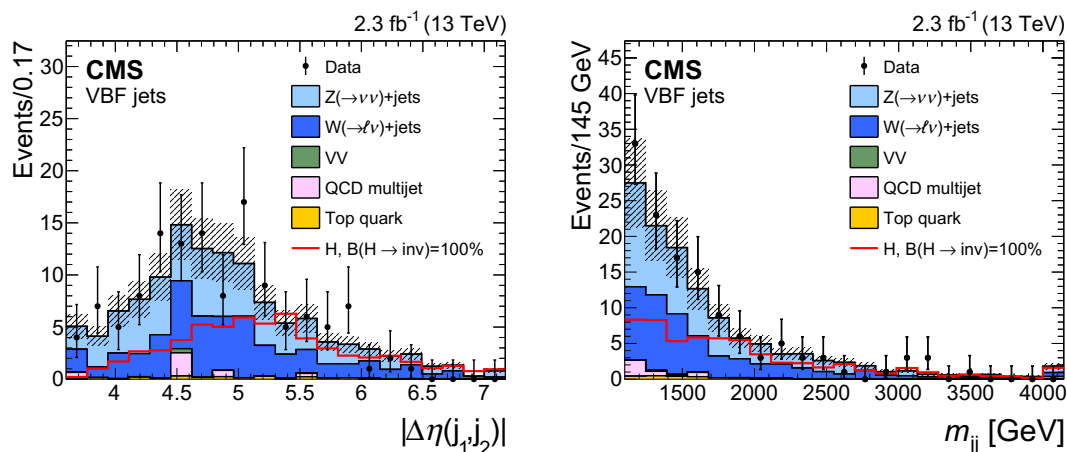 2.3 fb⁻¹ (13 TeV)
Events/0.17
30
25
20
15
10
5
0
CMS
VBF jets
Data
Z(→νν)+jets
W(→ℓν)+jets
VV
QCD multijet
Top quark
H, B(H → inv)=100%
4
4.5
5
5.5
6
6.5
7
|Δη(j₁,j₂)|
2.3 fb⁻¹ (13 TeV)
Events/145 GeV
45
40
35
30
25
20
15
10
5
0
CMS
VBF jets
Data
Z(→νν)+jets
W(→ℓν)+jets
VV
QCD multijet
Top quark
H, B(H → inv)=100%
1500
2000
2500
3000
3500
4000
m_jj [GeV]